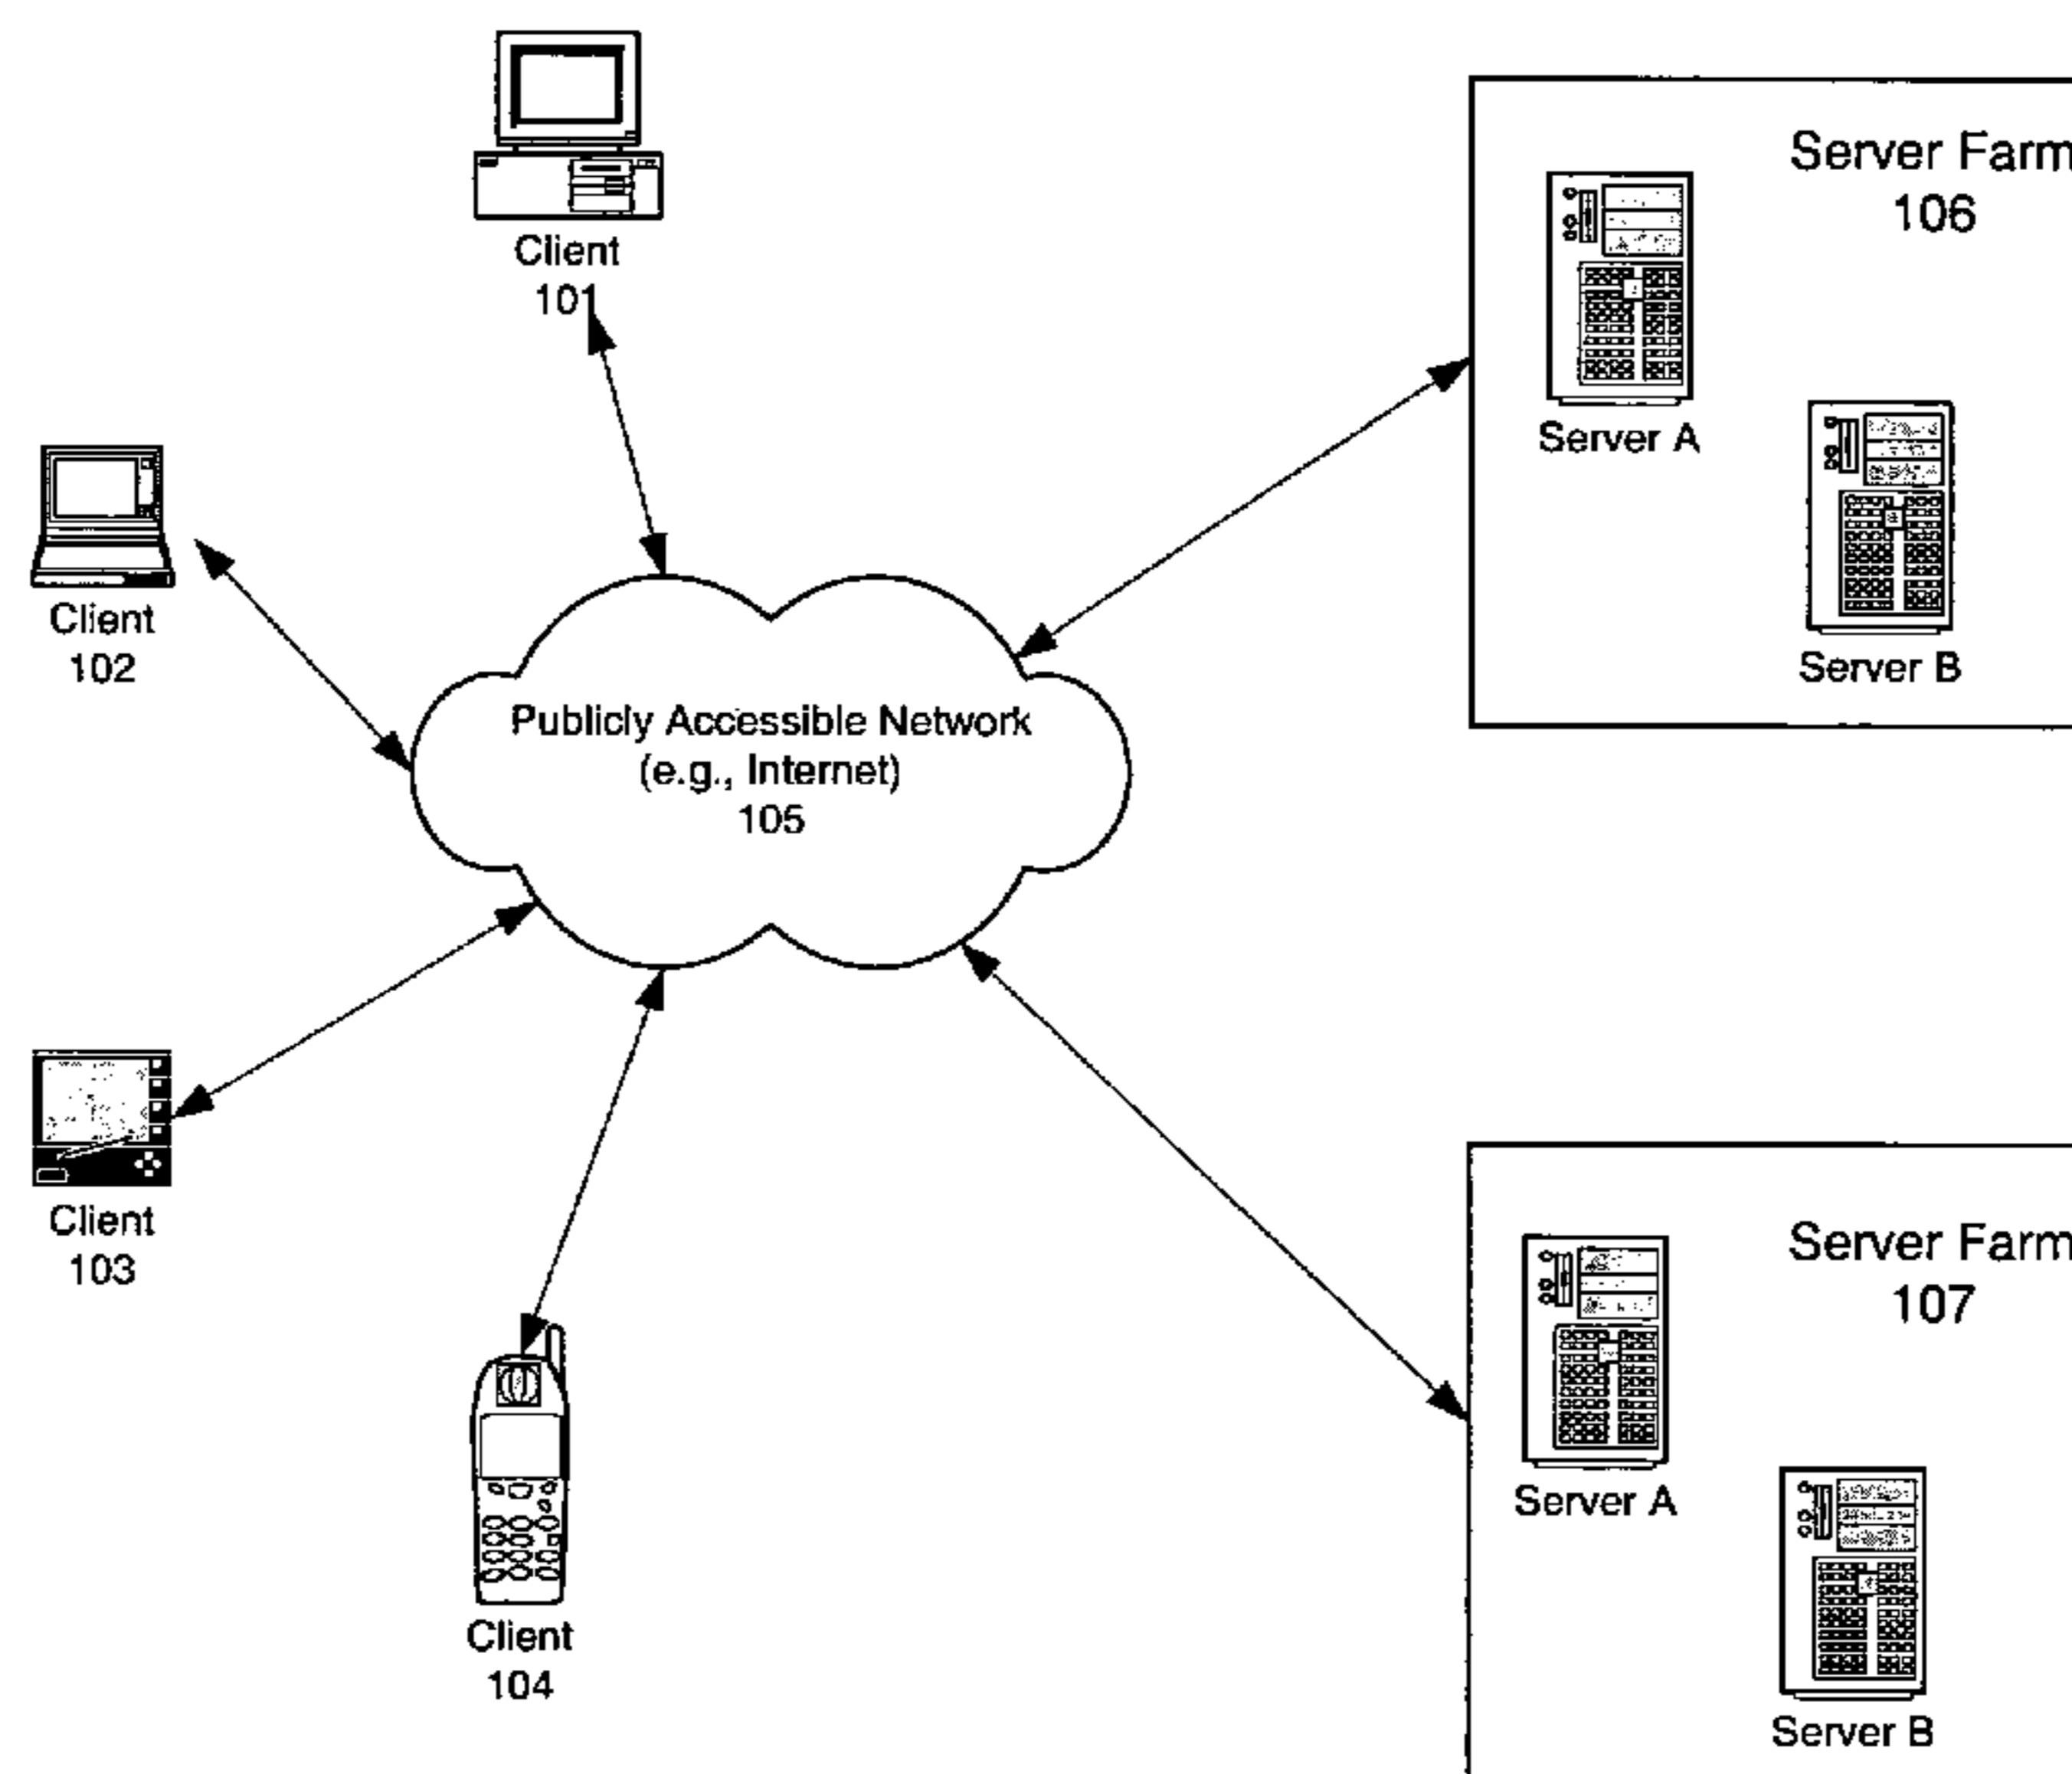 Client
101
Server Farm
106
Server A
Server B
Client
102
Publicly Accessible Network
(e.g., Internet)
105
Client
103
Client
104
Server Farm
107
Server A
Server B